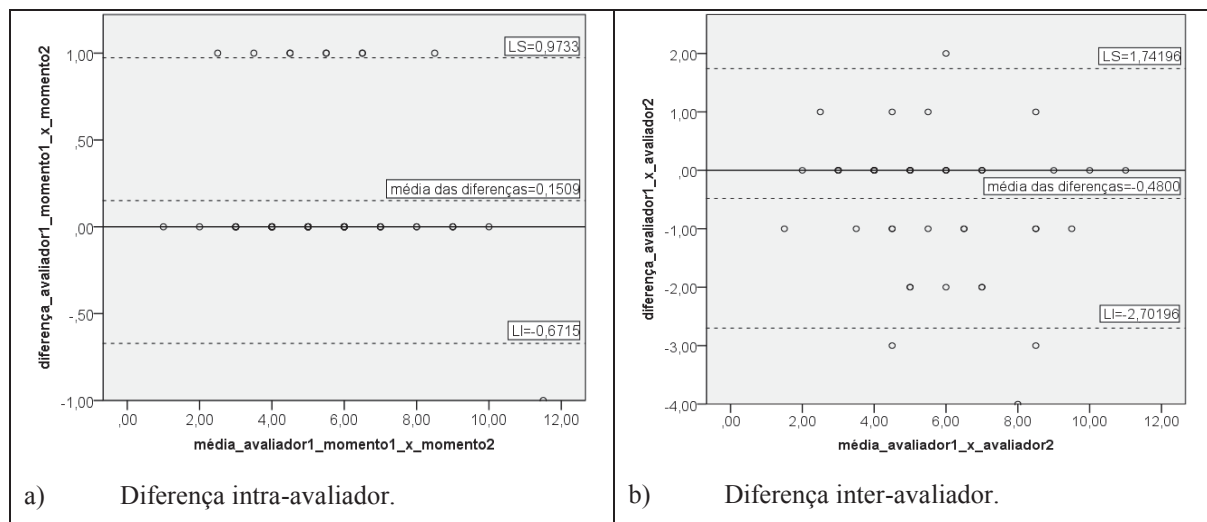 diferença_avaliador1_momento1_x_momento2
1,00
,50
,00
-,50
-1,00
LS=0,9733
média das diferenças=0,1509
LI=-0,6715
,00 2,00 4,00 6,00 8,00 10,00 12,00
média_avaliador1_momento1_x_momento2
a) Diferença intra-avaliador.
diferença_avaliador1_x_avaliador2
2,00
1,00
,00
-1,00
-2,00
-3,00
-4,00
LS=1,74196
média das diferenças=-0,4800
LI=-2,70196
,00 2,00 4,00 6,00 8,00 10,00 12,00
média_avaliador1_x_avaliador2
b) Diferença inter-avaliador.